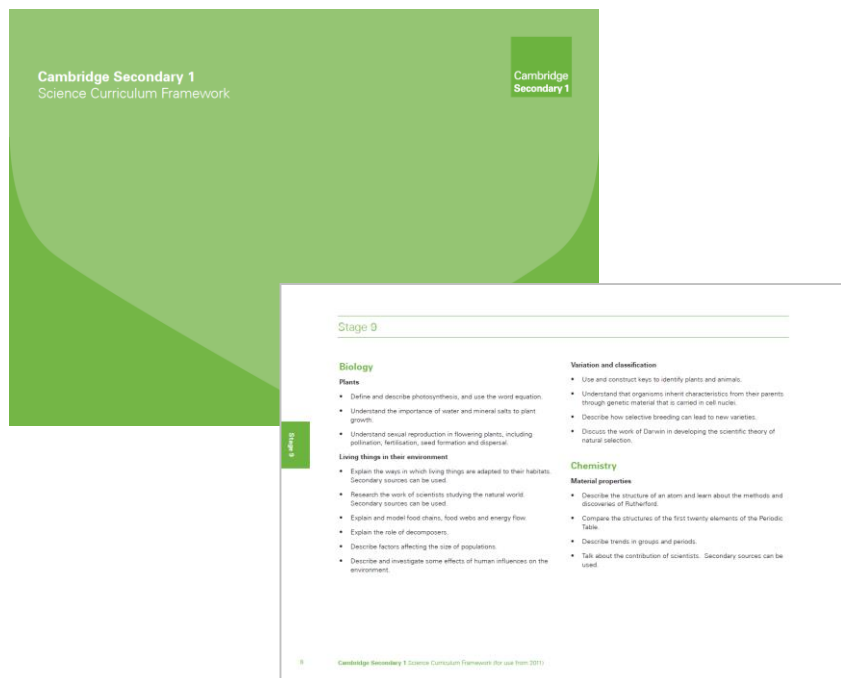 Cambridge Secondary 1
Science Curriculum Framework
Cambridge
Secondary 1
Stage 9
Biology
Plants
• Define and describe photosynthesis, and use the word equation.
• Understand the importance of water and mineral salts to plant
growth.
• Understand sexual reproduction in flowering plants, including
pollination, fertilisation, seed formation and dispersal.
Living things in their environment
• Explain the ways in which living things are adapted to their habitats.
Secondary sources can be used.
• Research the work of scientists studying the natural world.
Secondary sources can be used.
• Explain and model food chains, food webs and energy flow.
• Explain the role of decomposers.
• Describe factors affecting the size of populations.
• Describe and investigate some effects of human influences on the
environment.
Variation and classification
• Use and construct keys to identify plants and animals.
• Understand that organisms inherit characteristics from their parents
through genetic material that is carried in cell nuclei.
• Describe how selective breeding can lead to new varieties.
• Discuss the work of Darwin in developing the scientific theory of
natural selection.
Chemistry
Material properties
• Describe the structure of an atom and learn about the methods and
discoveries of Rutherford.
• Compare the structures of the first twenty elements of the Periodic
Table.
• Describe trends in groups and periods.
• Talk about the contribution of scientists. Secondary sources can be
used.
Stage 9
Cambridge Secondary 1 Science Curriculum Framework (for use from 2011)